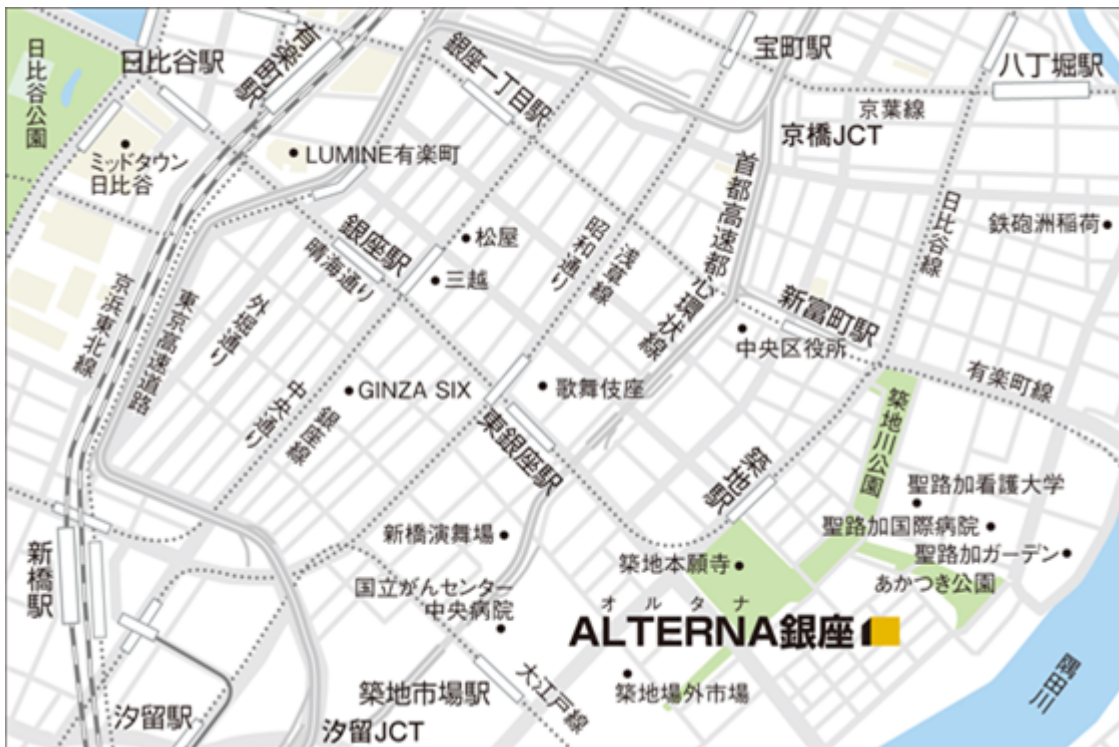 日比谷公園
日比谷駅
有楽町駅
銀座一丁目駅
宝町駅
八丁堀駅
京葉線
京橋JCT
ミッドタウン
日比谷
LUMINE有楽町
首都高速都心環状線
日比谷線
鉄砲洲稲荷
銀座駅
晴海通り
松屋
三越
昭和通り
浅草線
京浜東北線
東京高速道路
外堀通り
中央通り
銀座線
GINZA SIX
歌舞伎座
東銀座駅
新富町駅
中央区役所
有楽町線
築地川公園
築地駅
聖路加看護大学
聖路加国際病院
聖路加ガーデン
あかつき公園
新橋駅
新橋演舞場
国立がんセンター
中央病院
築地本願寺
オルタナ
ALTERNA銀座
築地場外市場
築地市場駅
大江戸線
汐留駅
汐留JCT
隅田川